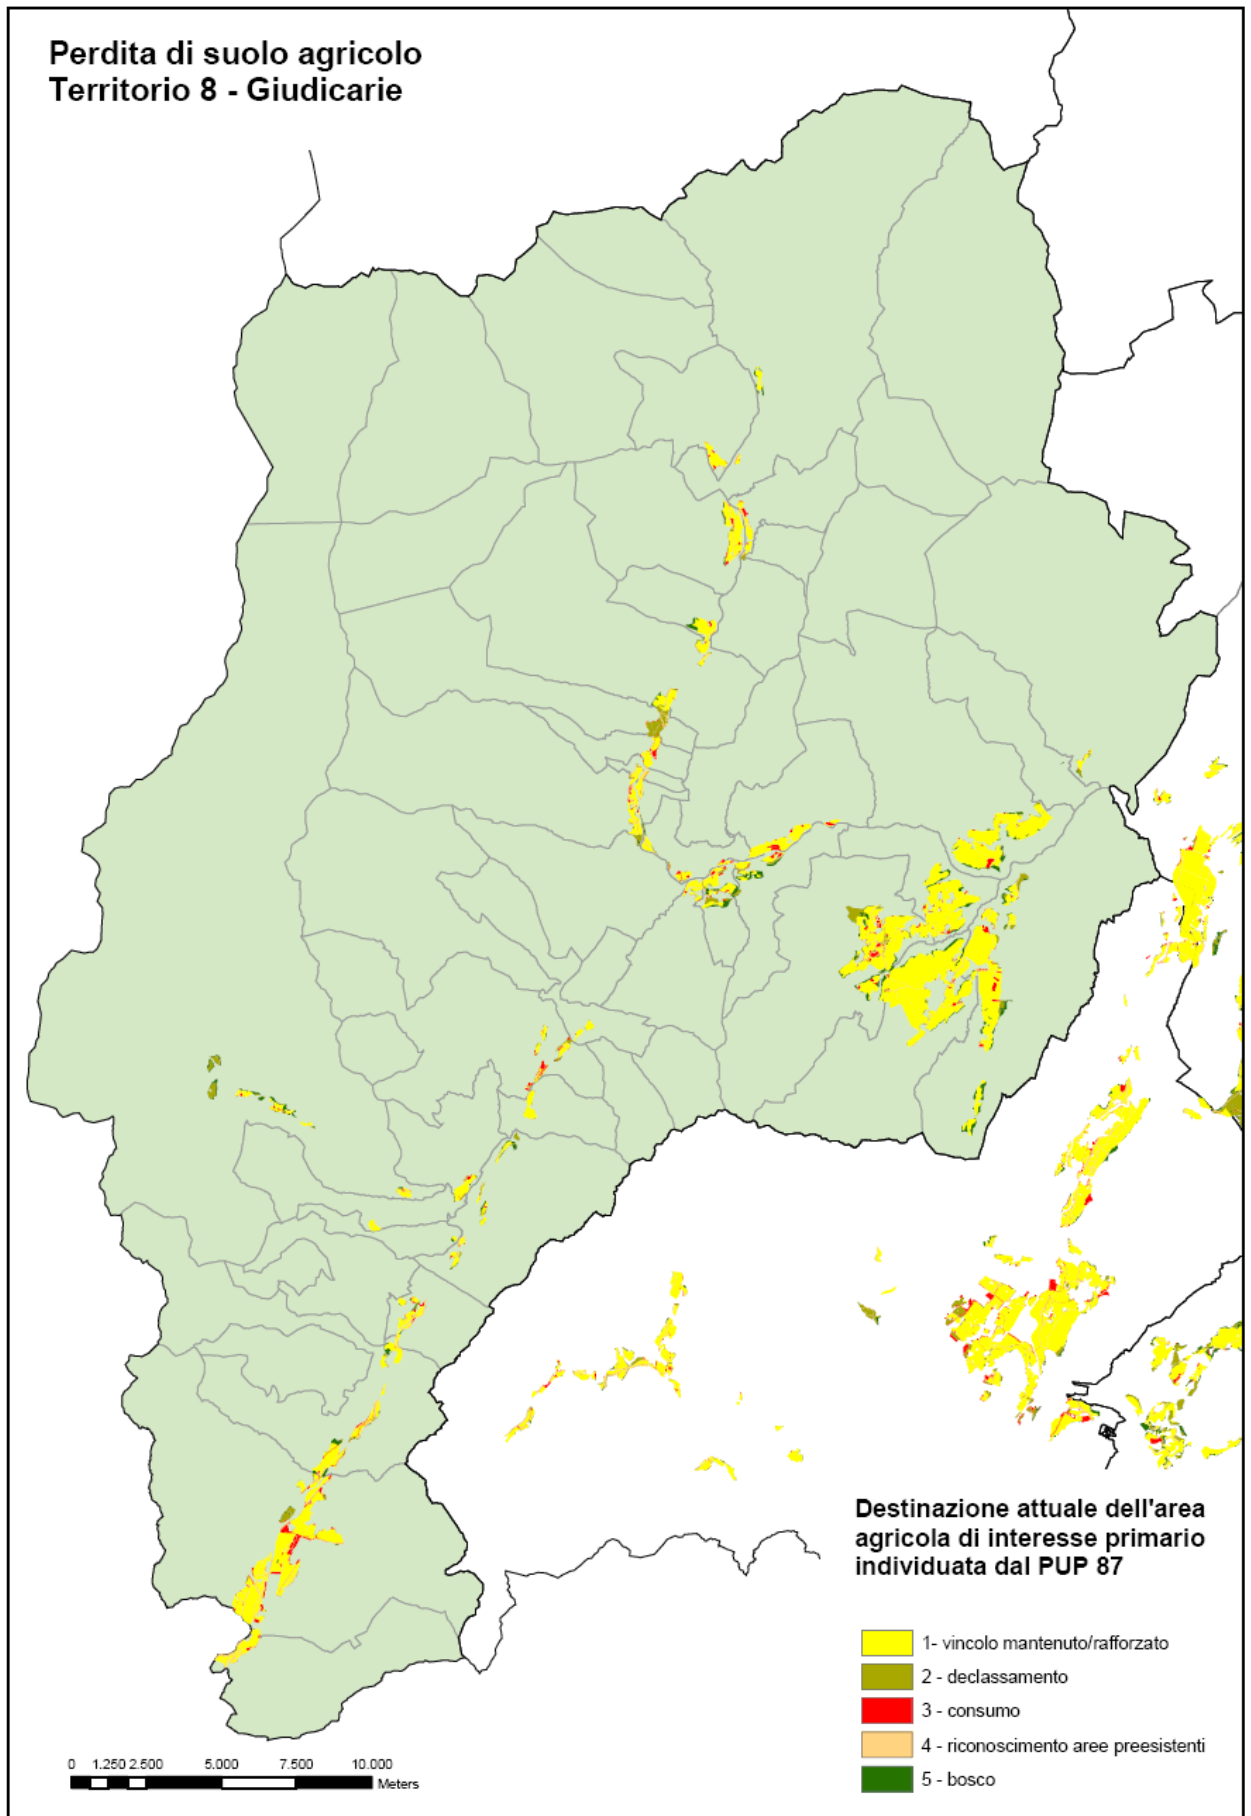 Perdita di suolo agricolo
Territorio 8 - Giudicarie
Destinazione attuale dell'area
agricola di interesse primario
individuata dal PUP 87
1- vincolo mantenuto/rafforzato
2 - declassamento
3 - consumo
4 - riconoscimento aree preesistenti
5 - bosco
0 1.250 2.500 5.000 7.500 10.000
Meters